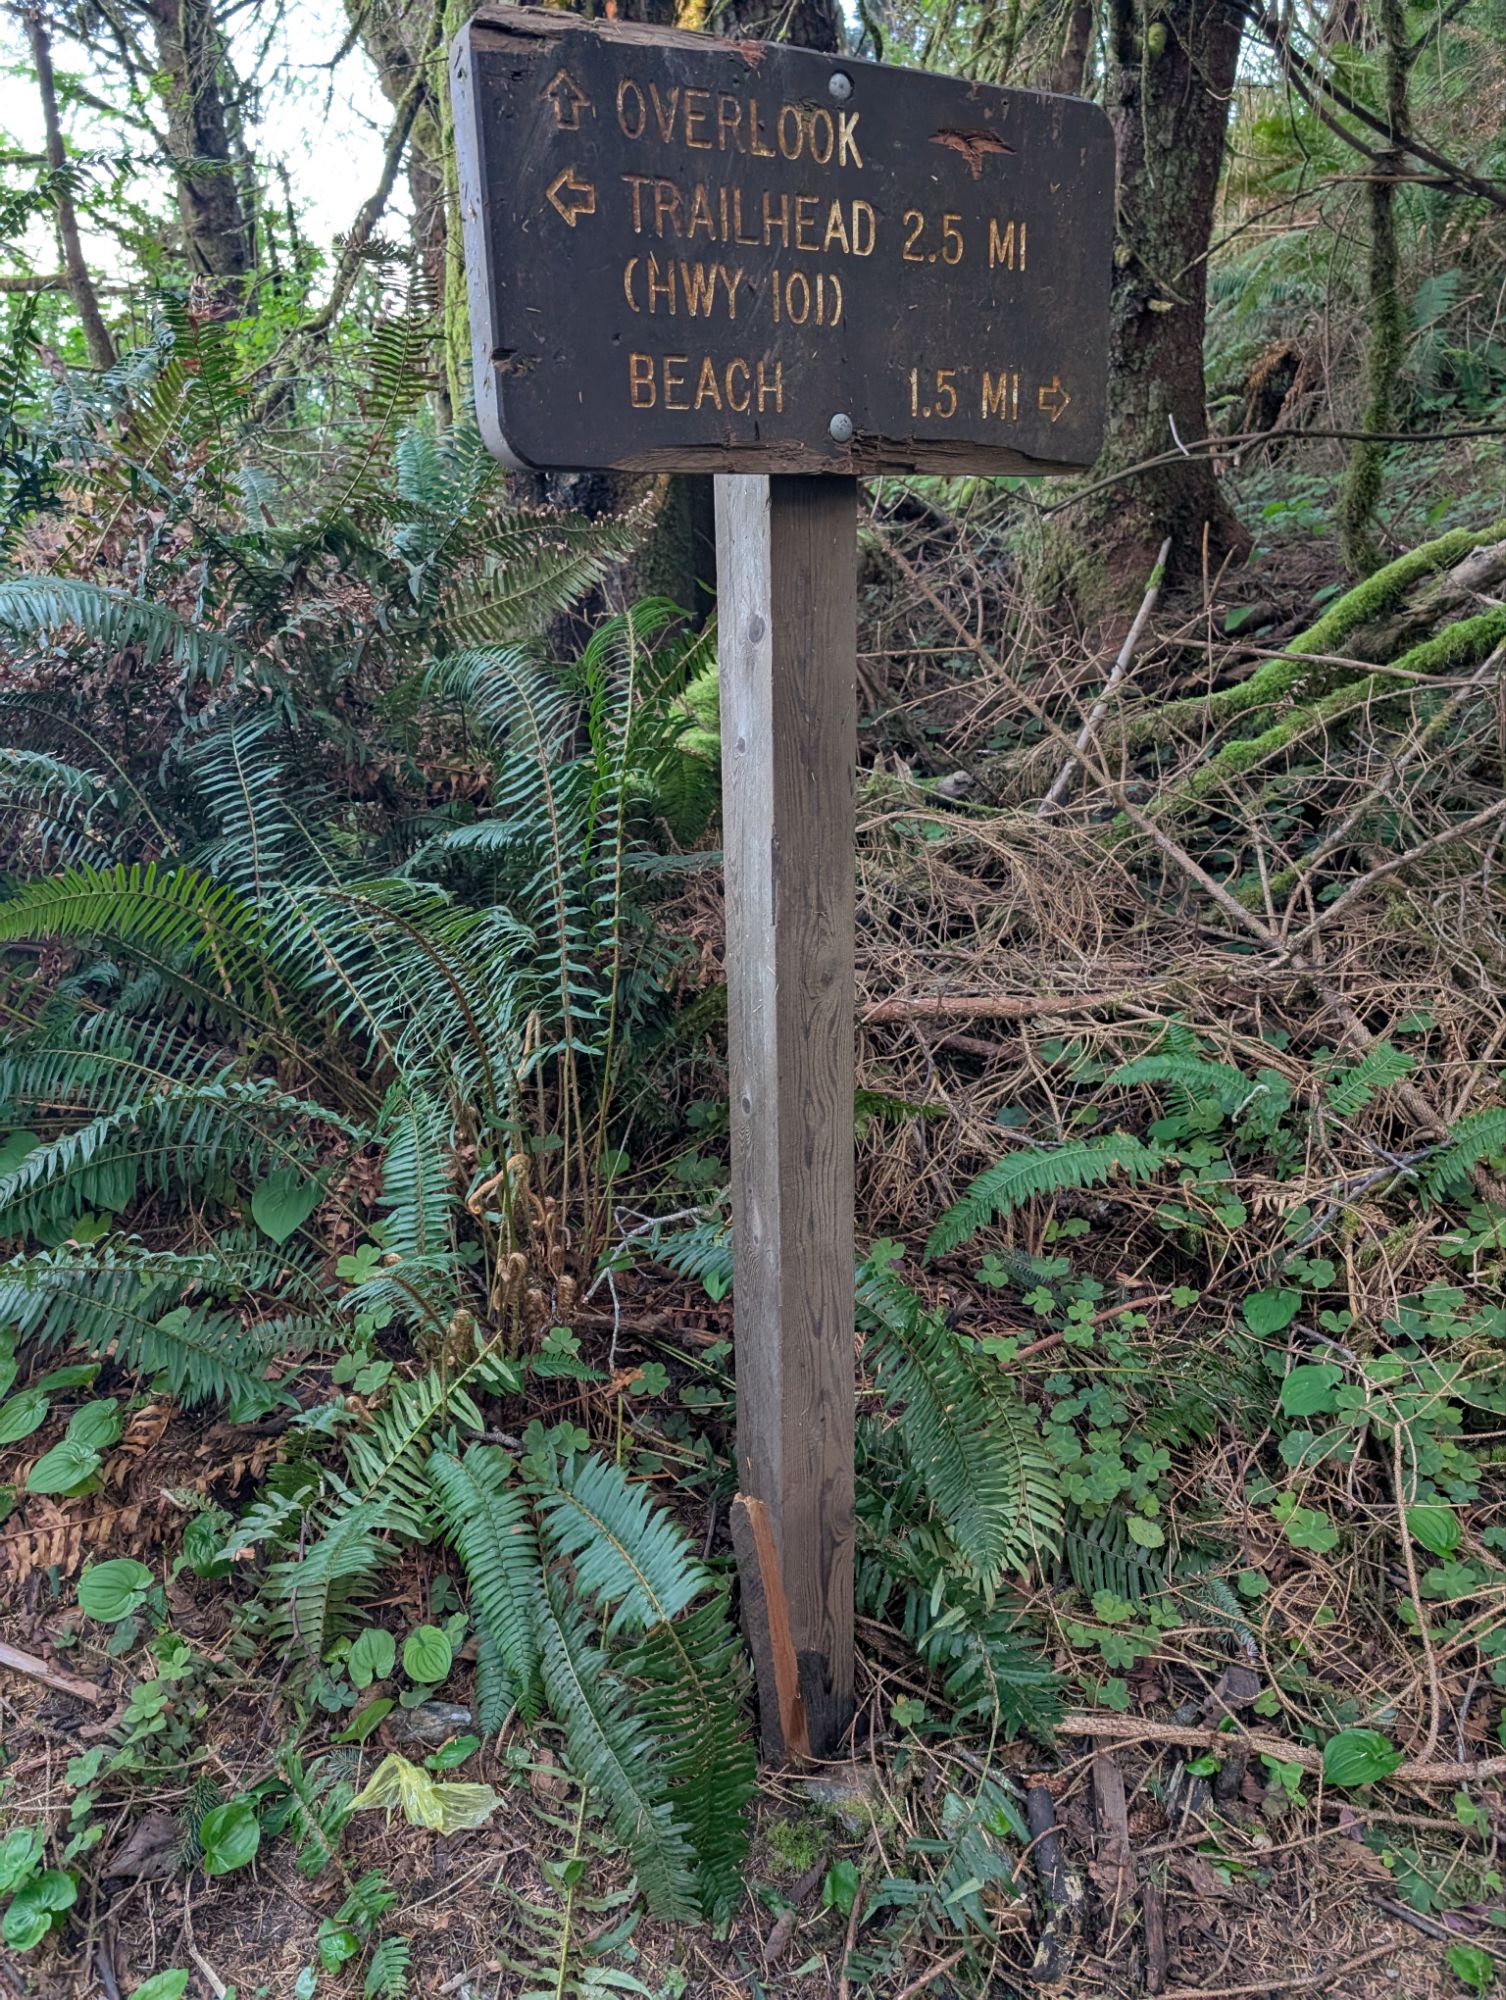 OVERLOOK
TRAILHEAD 2.5 MI
(HWY 101)
BEACH 1.5 MI